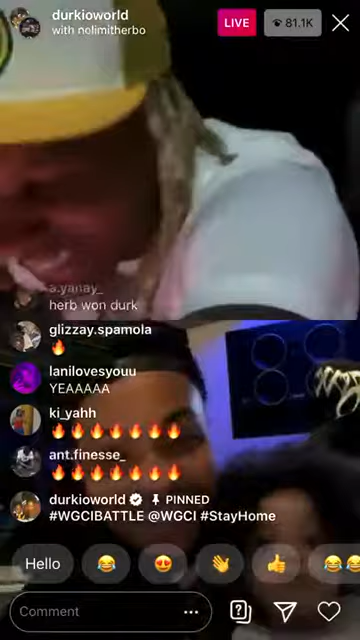 durkioworld
with nolimitherbo
LIVE
81.1K
a.yanay_
herb won durk
glizzay.spamola
🔥
lanilovesyouu
YEAAAAA
ki_yahh
🔥🔥🔥🔥🔥🔥🔥
ant.finesse_
🔥🔥🔥🔥🔥🔥🔥
durkioworld PINNED
#WGCIBATTLE @WGCI #StayHome
Hello 😂 😍 👏 👍 😂😂
Comment